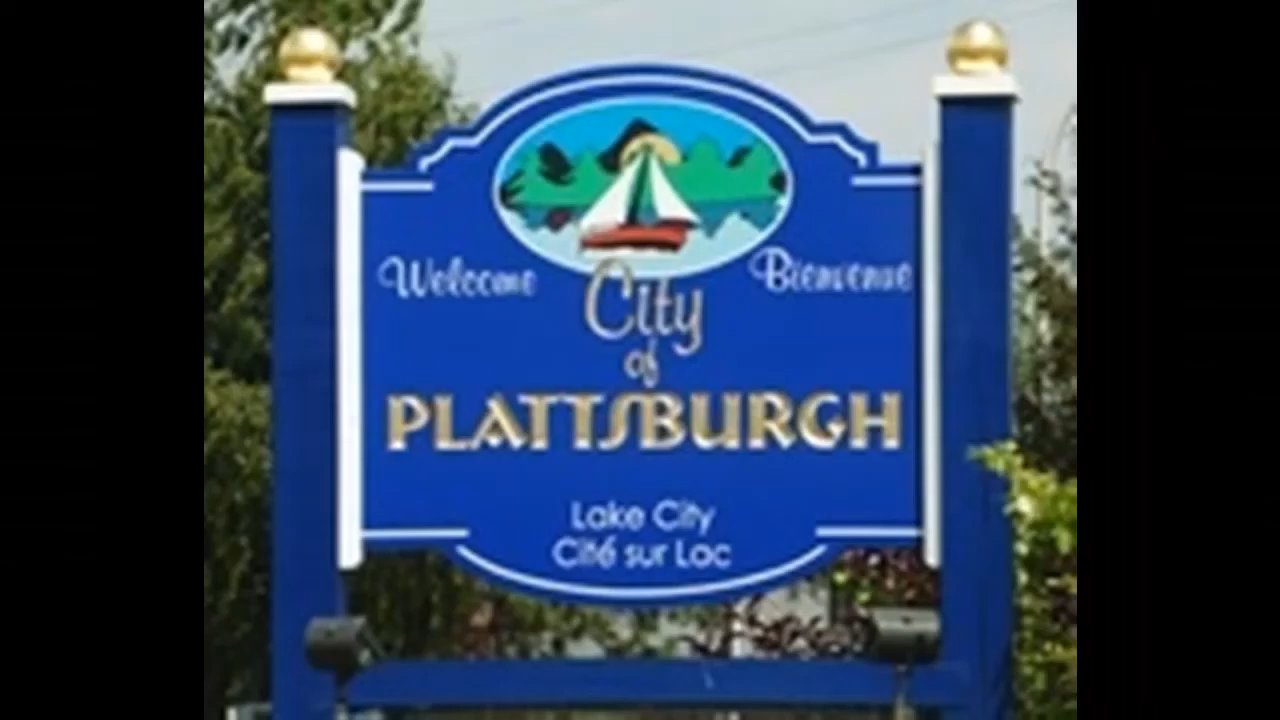 Welcome Bienvenue
City
of
PLATTSBURGH
Lake City
Cité sur Lac